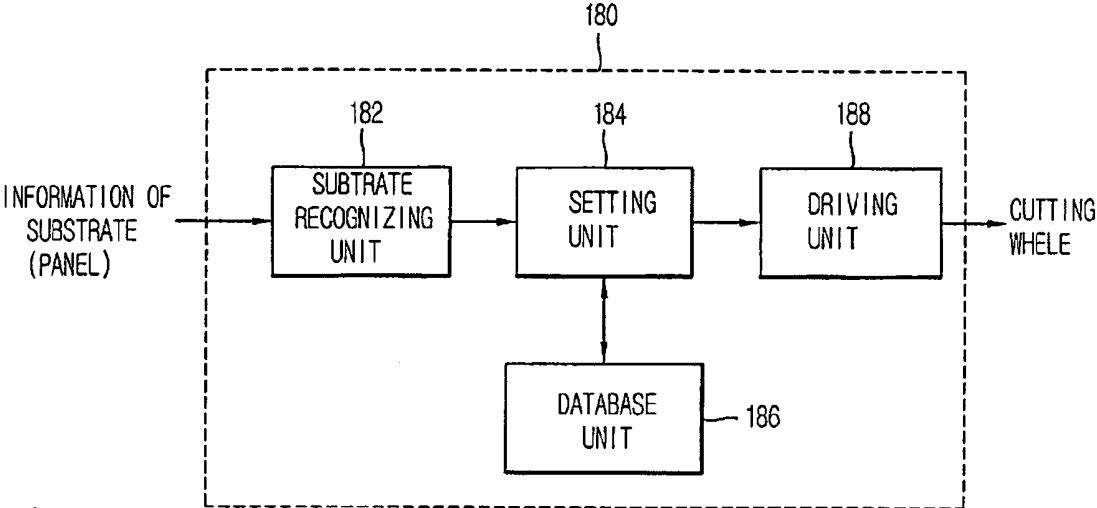 180
182
184
188
INFORMATION OF
SUBSTRATE
(PANEL)
SUBTRATE
RECOGNIZING
UNIT
SETTING
UNIT
DRIVING
UNIT
CUTTING
WHELE
DATABASE
UNIT
186